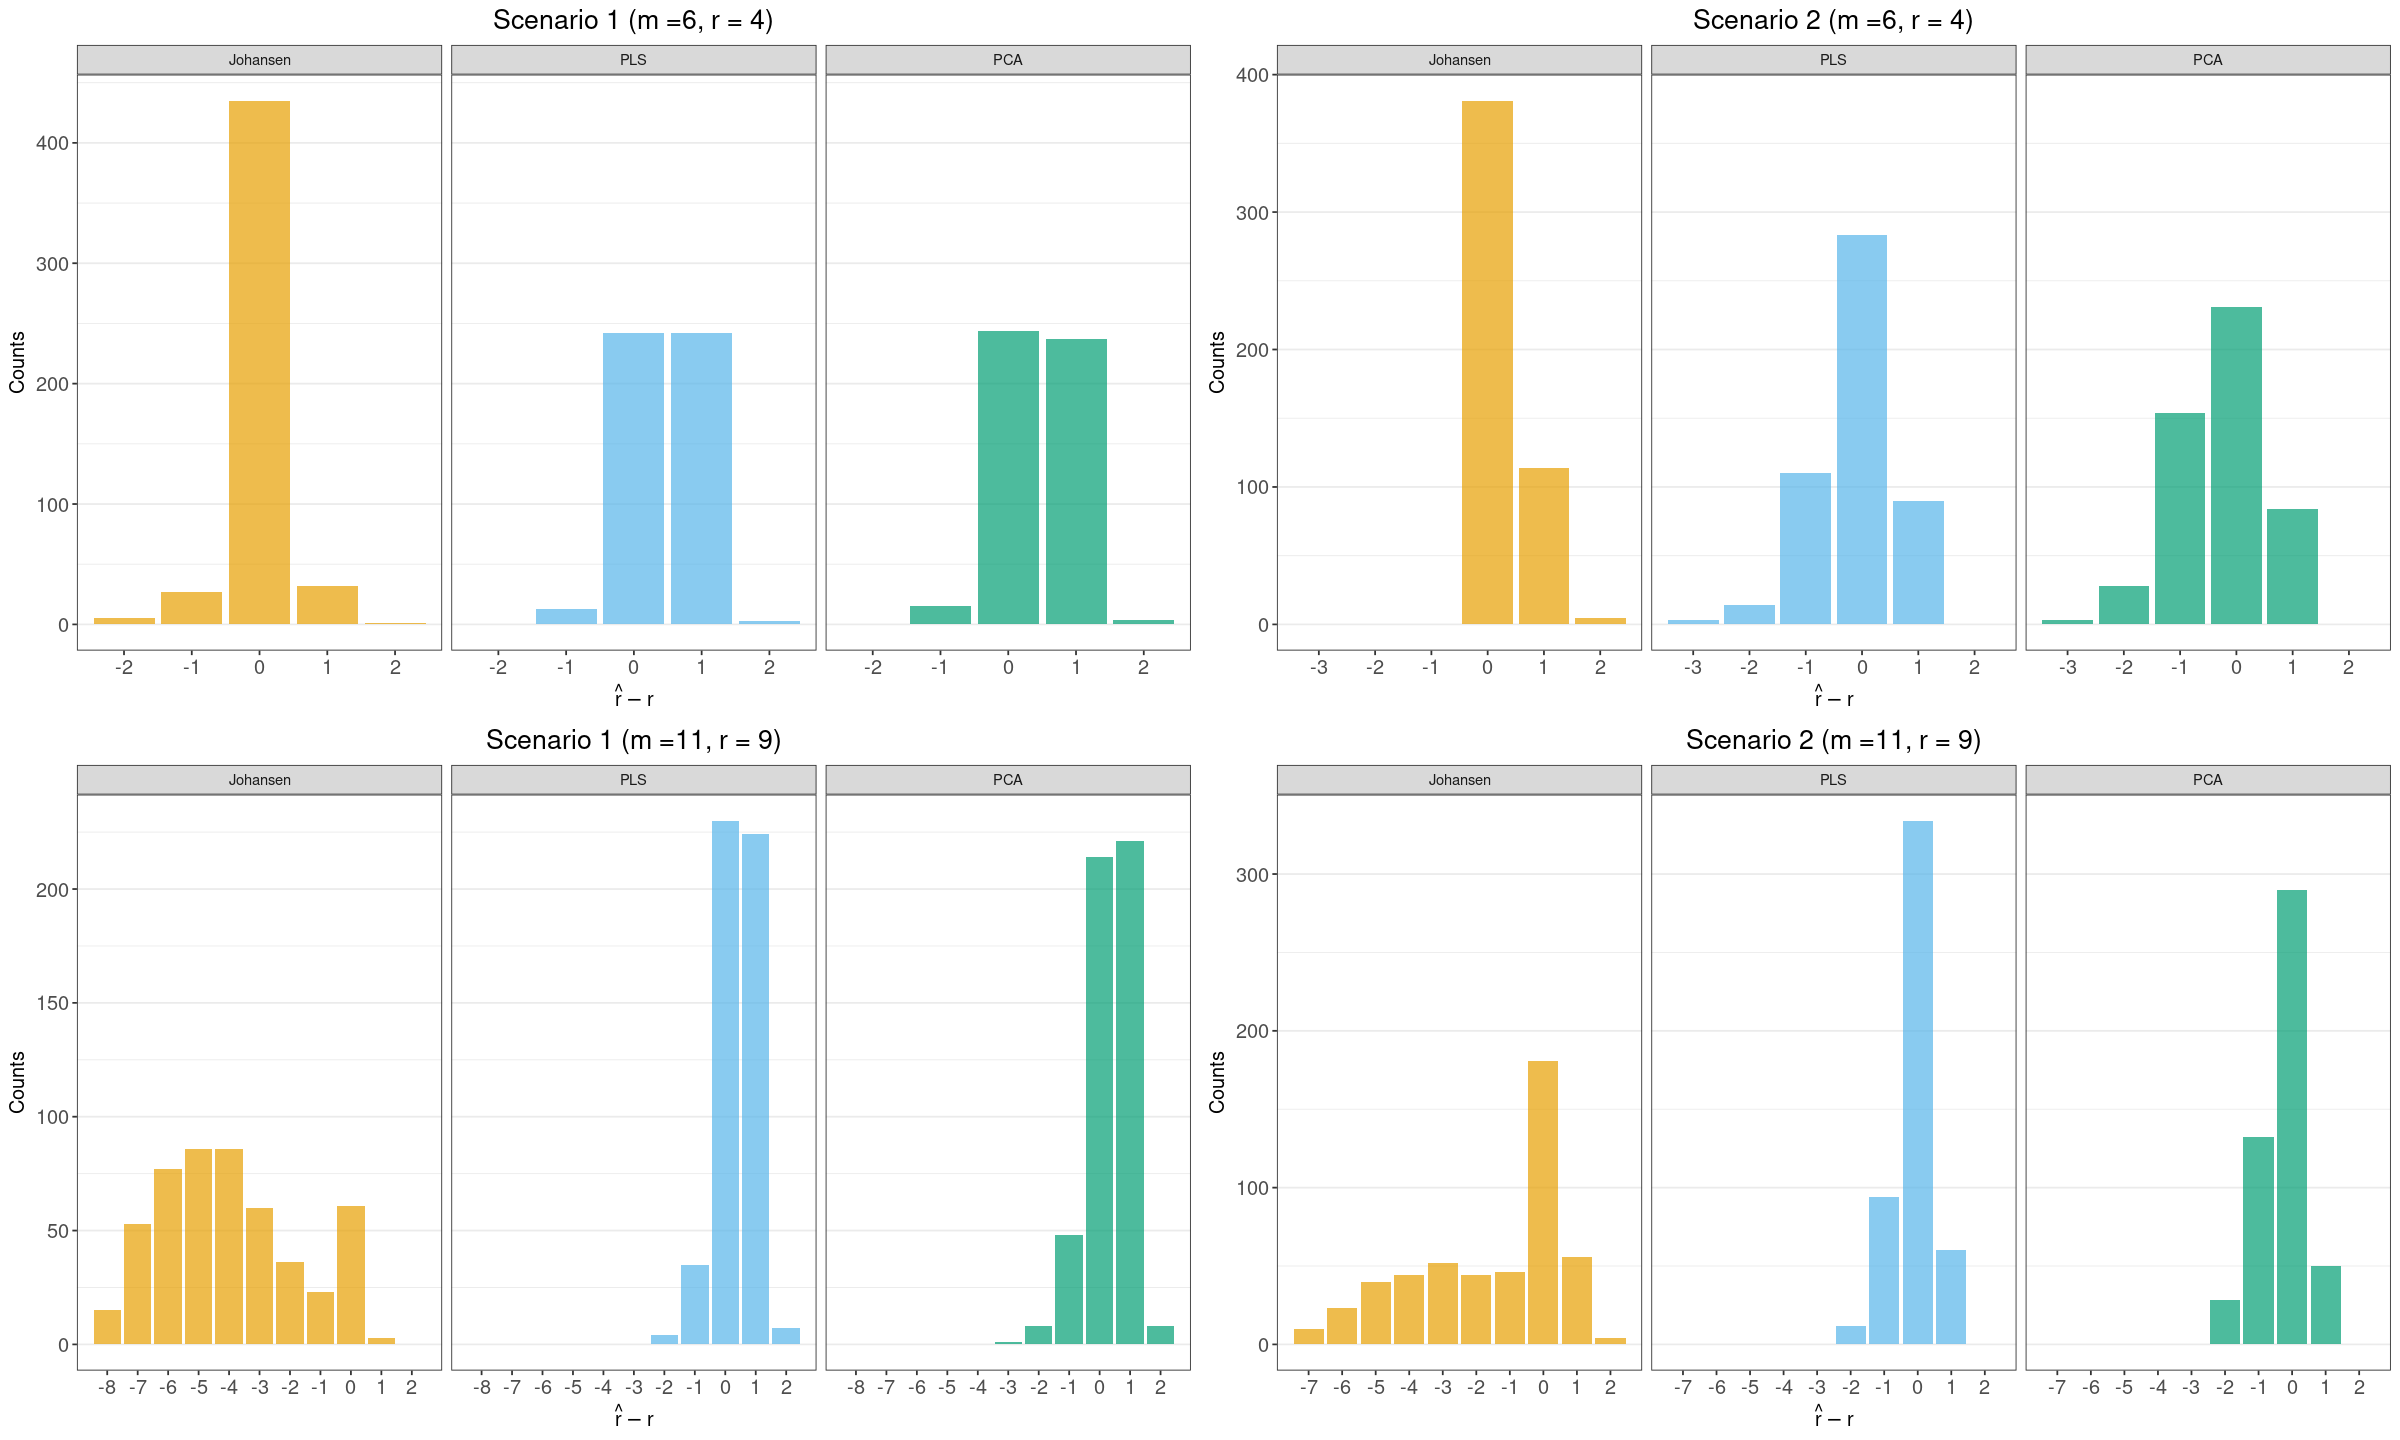 Scenario 1 (m =6, r = 4)
Johansen PLS PCA
400
300
200
100
0
Counts
-2 -1 0 1 2 -2 -1 0 1 2 -2 -1 0 1 2
r̂ − r
Scenario 2 (m =6, r = 4)
Johansen PLS PCA
400
300
200
100
0
Counts
-3 -2 -1 0 1 2 -3 -2 -1 0 1 2 -3 -2 -1 0 1 2
r̂ − r
Scenario 1 (m =11, r = 9)
Johansen PLS PCA
200
150
100
50
0
Counts
-8 -7 -6 -5 -4 -3 -2 -1 0 1 2 -8 -7 -6 -5 -4 -3 -2 -1 0 1 2 -8 -7 -6 -5 -4 -3 -2 -1 0 1 2
r̂ − r
Scenario 2 (m =11, r = 9)
Johansen PLS PCA
300
200
100
0
Counts
-7 -6 -5 -4 -3 -2 -1 0 1 2 -7 -6 -5 -4 -3 -2 -1 0 1 2 -7 -6 -5 -4 -3 -2 -1 0 1 2
r̂ − r